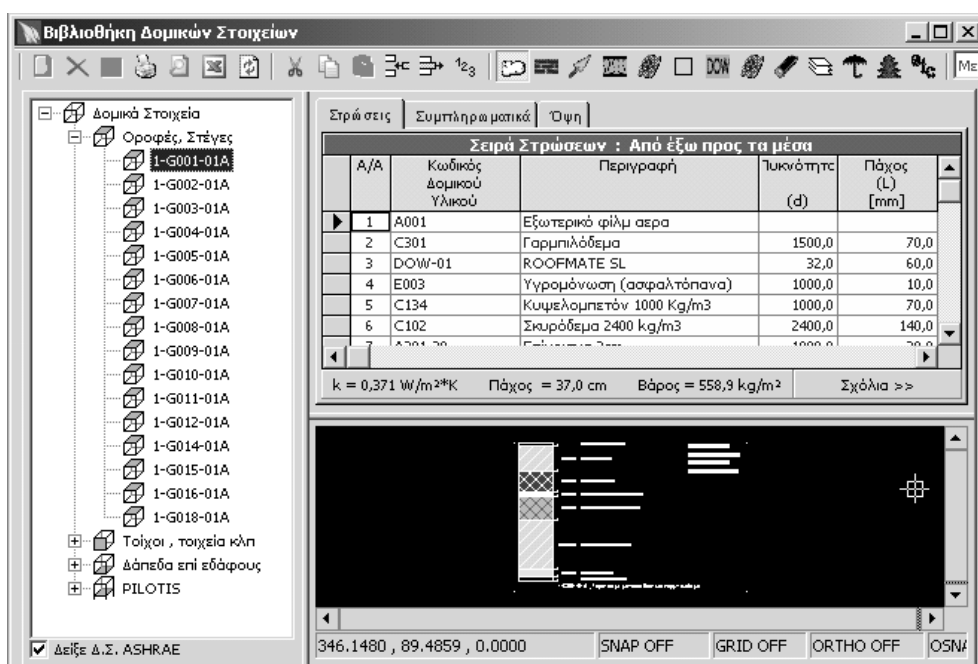 Βιβλιοθήκη Δομικών Στοιχείων
Με
Δομικά Στοιχεία
Οροφές, Στέγες
1-G001-01A
1-G002-01A
1-G003-01A
1-G004-01A
1-G005-01A
1-G006-01A
1-G007-01A
1-G008-01A
1-G009-01A
1-G010-01A
1-G011-01A
1-G012-01A
1-G014-01A
1-G015-01A
1-G016-01A
1-G018-01A
Τοίχοι , τοιχεία κλπ
Δάπεδα επί εδάφους
PILOTIS
Δείξε Δ.Σ. ASHRAE
Στρώσεις Συμπληρωματικά Όψη
Σειρά Στρώσεων : Από έξω προς τα μέσα
Α/Α Κωδικός Δομικού Υλικού Περιγραφή (d) Πάχος (L) [mm]
1 A001 Εξωτερικό φίλμ αερα
2 C301 Γαρμπιλόδεμα 1500,0 70,0
3 DOW-01 ROOFMATE SL 32,0 60,0
4 E003 Υγρομόνωση (ασφαλτόπανα) 1000,0 10,0
5 C134 Κυψελομπετόν 1000 Kg/m3 1000,0 70,0
6 C102 Σκυρόδεμα 2400 kg/m3 2400,0 140,0
k = 0,371 W/m²*K Πάχος = 37,0 cm Βάρος = 558,9 kg/m² Σχόλια >>
346.1480 , 89.4859 , 0.0000 SNAP OFF GRID OFF ORTHO OFF OSNA